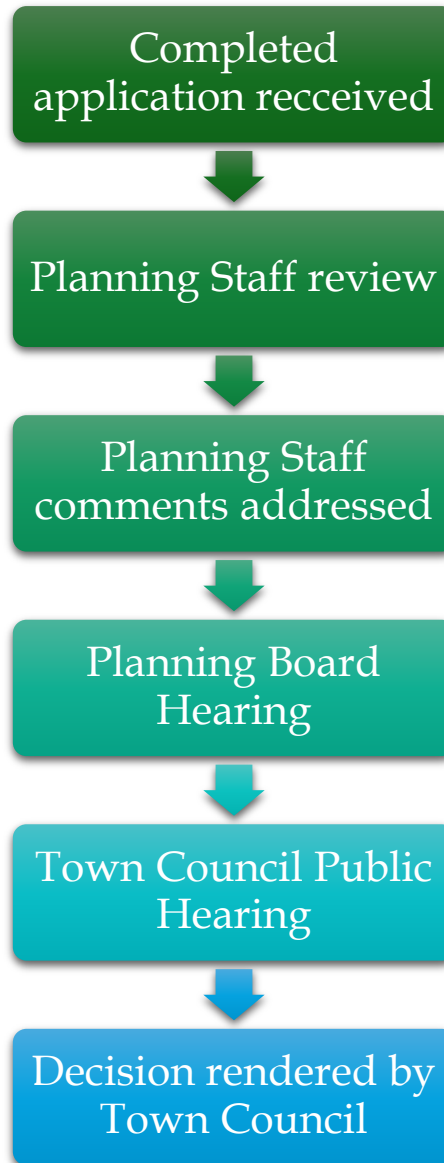 Completed
application recceived
Planning Staff review
Planning Staff
comments addressed
Planning Board
Hearing
Town Council Public
Hearing
Decision rendered by
Town Council